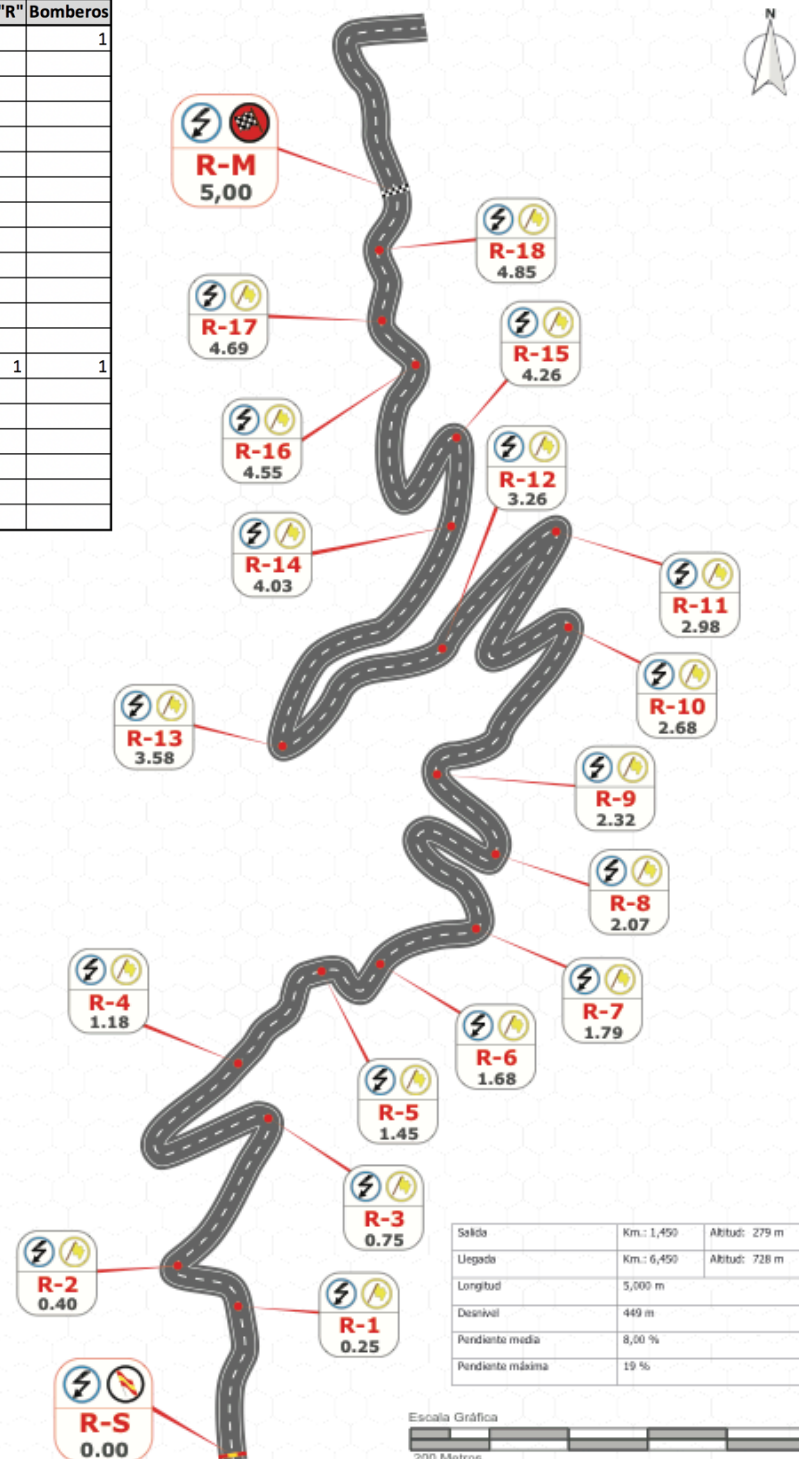 "R" Bomberos
1
1 1
N
R-M
5,00
R-18
4.85
R-17
4.69
R-15
4.26
R-16
4.55
R-12
3.26
R-14
4.03
R-11
2.98
R-10
2.68
R-13
3.58
R-9
2.32
R-8
2.07
R-4
1.18
R-7
1.79
R-6
1.68
R-5
1.45
R-3
0.75
R-2
0.40
R-1
0.25
R-S
0.00
Salida Km.: 1,450 Altitud: 279 m
Llegada Km.: 6,450 Altitud: 728 m
Longitud 5,000 m
Desnivel 449 m
Pendiente media 8,00 %
Pendiente máxima 19 %
Escala Gráfica
200 Metros